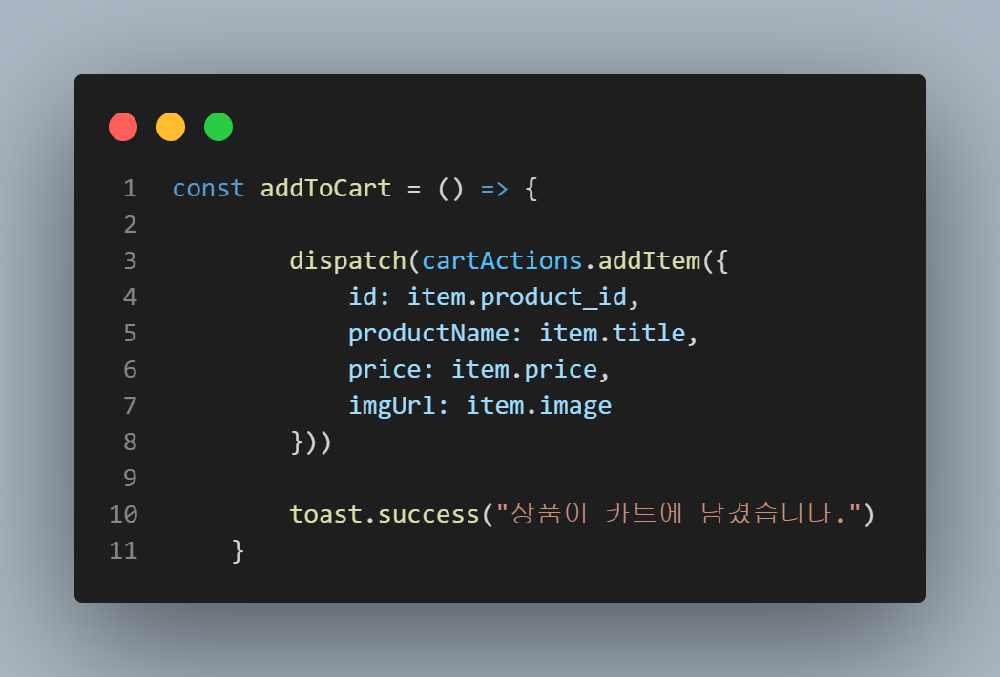 1 const addToCart = () => {
2
3 dispatch(cartActions.addItem({
4 id: item.product_id,
5 productName: item.title,
6 price: item.price,
7 imgUrl: item.image
8 }))
9
10 toast.success("상품이 카트에 담겼습니다.")
11 }